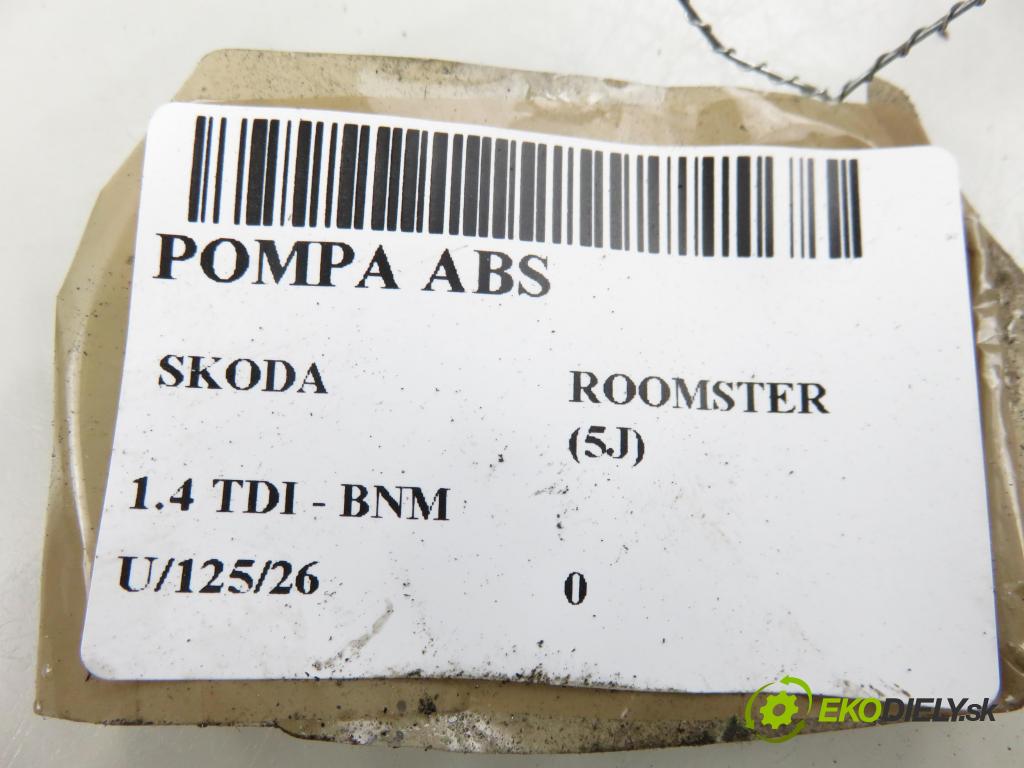 POMPA ABS
SKODA
ROOMSTER
(5J)
1.4 TDI - BNM
U/125/26
0
EKODIELY.sk